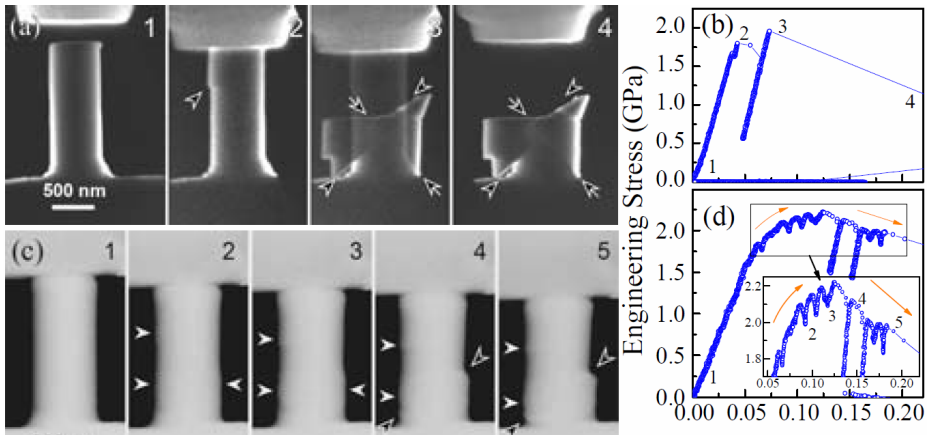 (a) 1 2 3 4
500 nm
(c) 1 2 3 4 5
Engineering Stress (GPa)
(b)
2.0
1.5
1.0
0.5
0.0
1 2 3 4
(d)
2.0
1.5
1.0
0.5
0.0
1
2.2
2.0
1.8
2 3 4 5
0.05 0.10 0.15 0.20
0.00 0.05 0.10 0.15 0.20